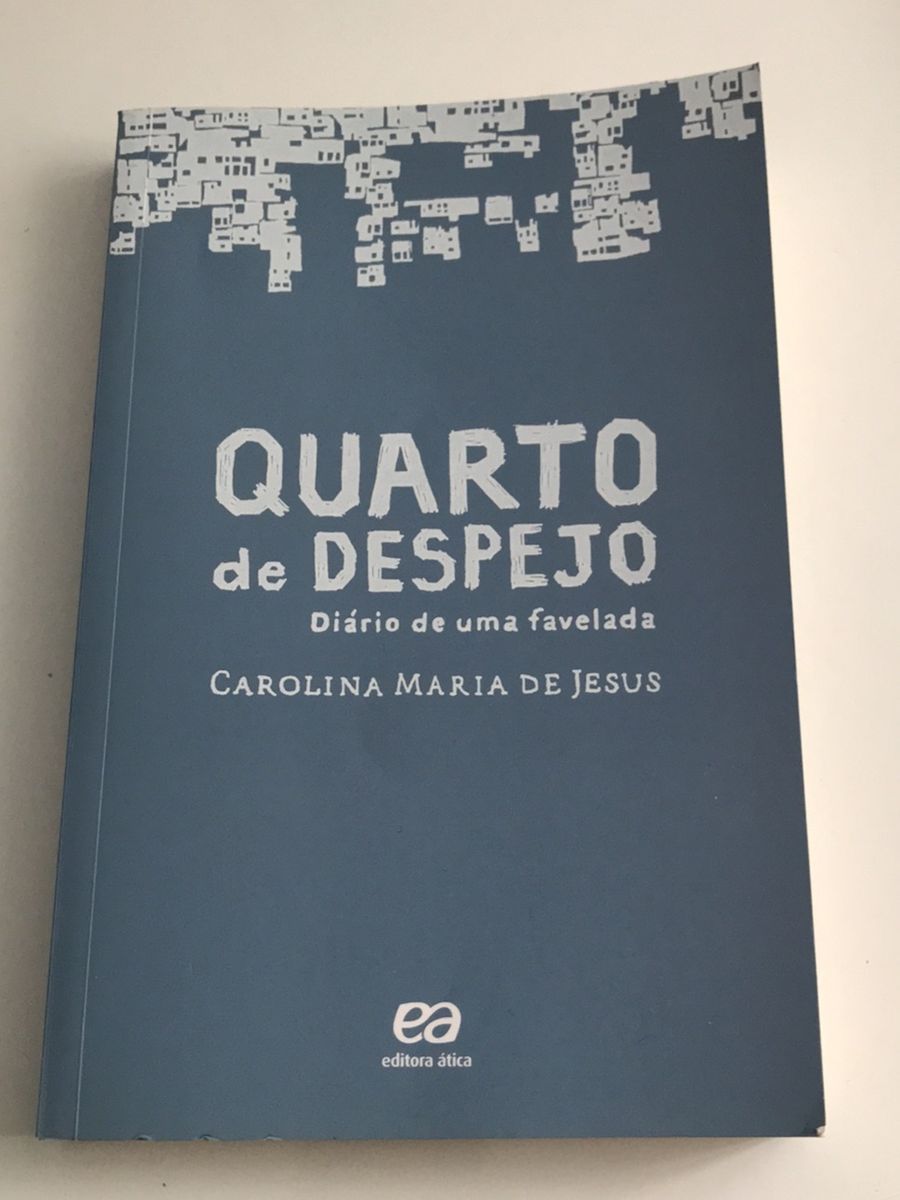 QUARTO
de DESPEJO
Diário de uma favelada
CAROLINA MARIA DE JESUS
ea
editora ática